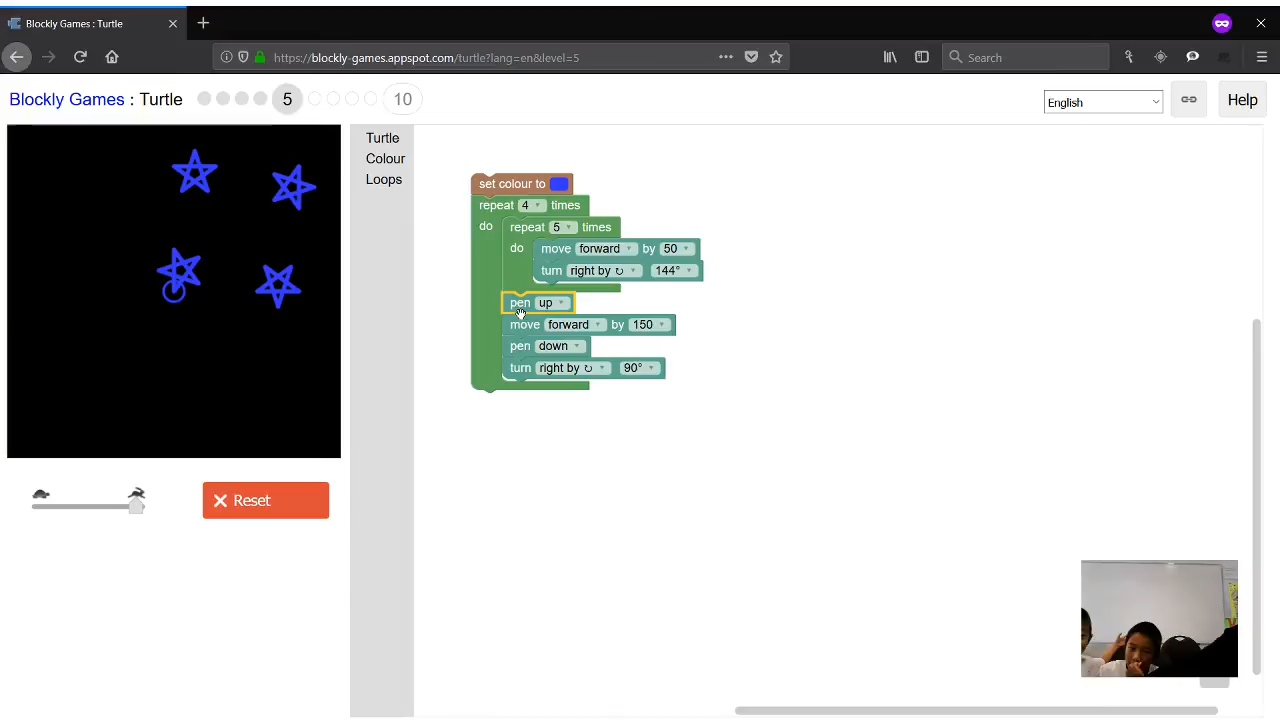 Blockly Games : Turtle
https://blockly-games.appspot.com/turtle?lang=en&level=5
Search
Blockly Games : Turtle
5
10
English
Help
Turtle
Colour
Loops
set colour to
repeat 4 times
do
repeat 5 times
do
move forward by 50
turn right by ↻ 144°
pen up
move forward by 150
pen down
turn right by ↻ 90°
Reset